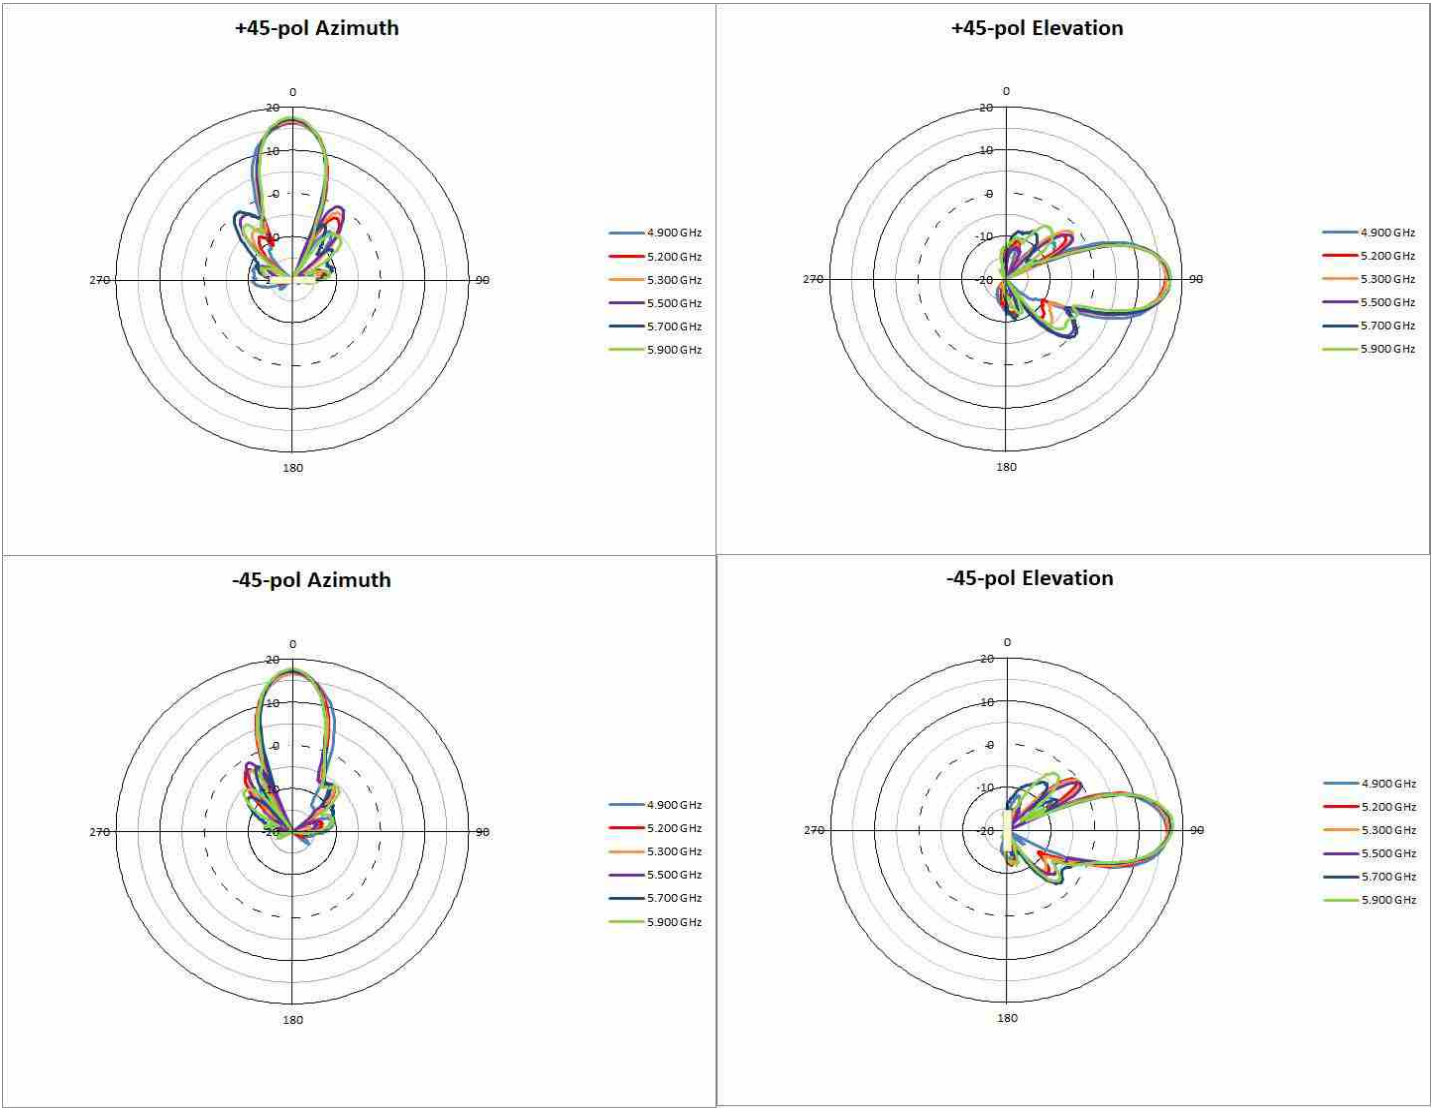 +45-pol Azimuth
0
20
10
-0
-10
270
90
180
4.900 GHz
5.200 GHz
5.300 GHz
5.500 GHz
5.700 GHz
5.900 GHz
+45-pol Elevation
0
20
10
-0
-10
-20
270
90
180
4.900 GHz
5.200 GHz
5.300 GHz
5.500 GHz
5.700 GHz
5.900 GHz
-45-pol Azimuth
0
20
10
-0
-10
-20
270
90
180
4.900 GHz
5.200 GHz
5.300 GHz
5.500 GHz
5.700 GHz
5.900 GHz
-45-pol Elevation
0
20
10
-0
-10
-20
270
90
180
4.900 GHz
5.200 GHz
5.300 GHz
5.500 GHz
5.700 GHz
5.900 GHz